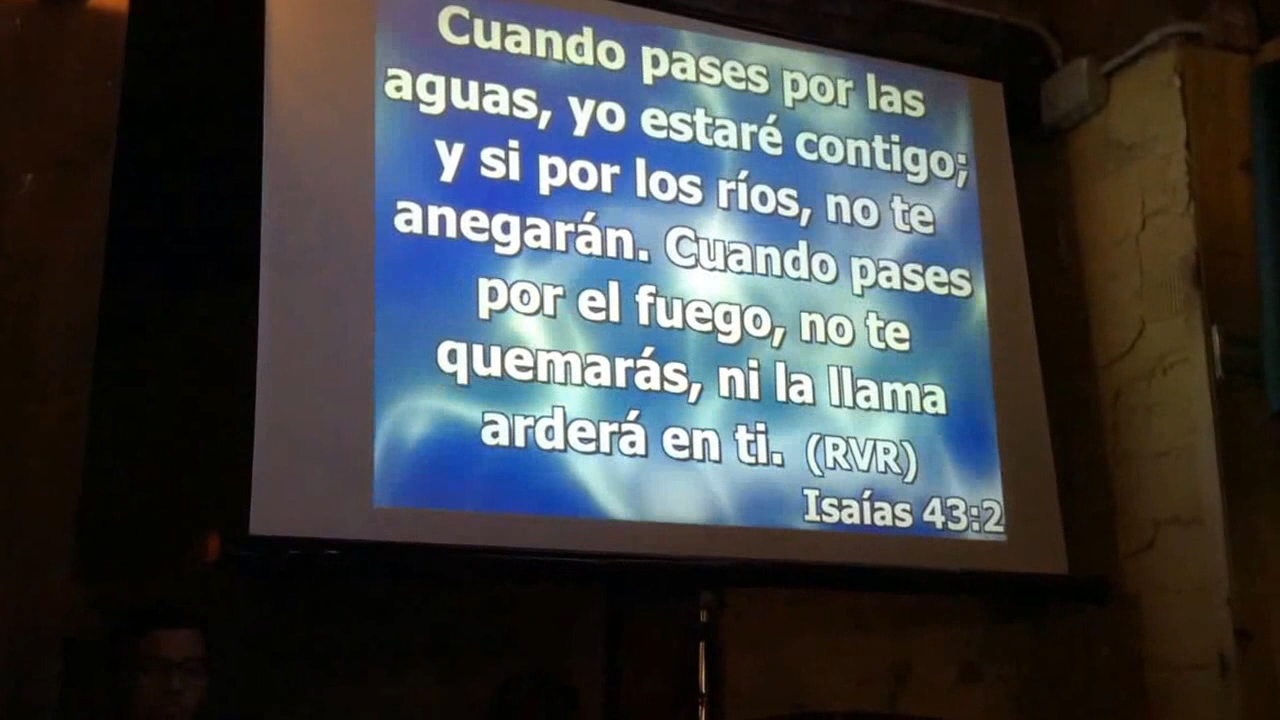 Cuando pases por las
aguas, yo estaré contigo;
y si por los ríos, no te
anegarán. Cuando pases
por el fuego, no te
quemarás, ni la llama
arderá en ti. (RVR)
Isaías 43:2